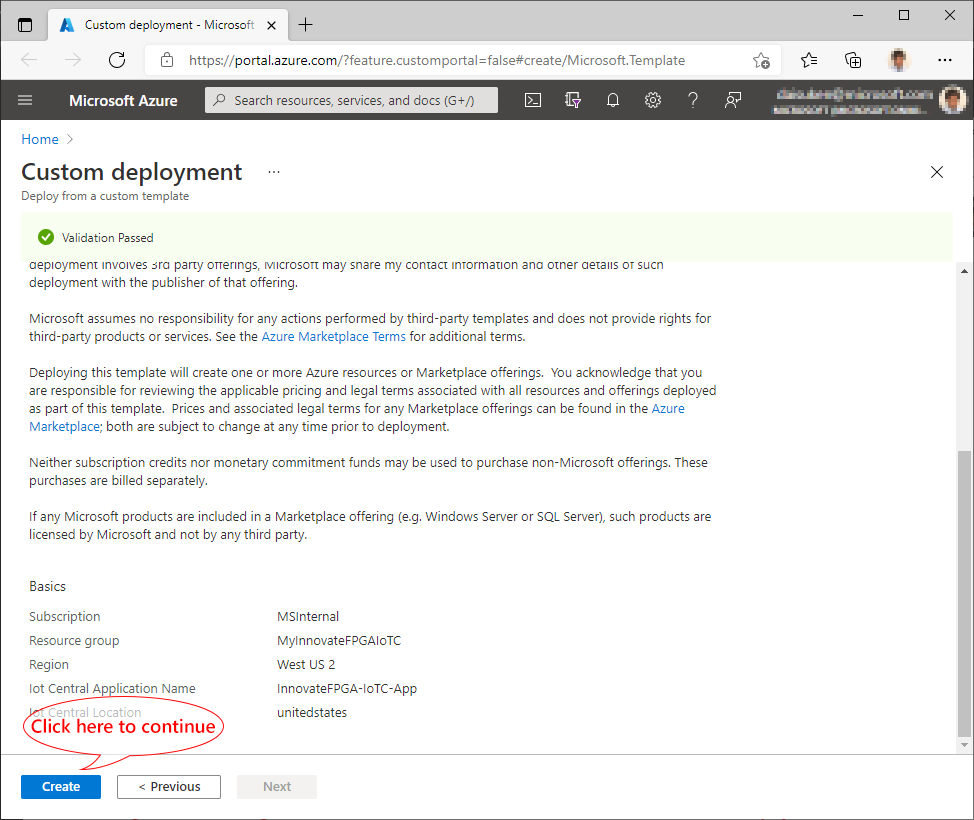 Custom deployment - Microsoft
https://portal.azure.com/?feature.customportal=false#create/Microsoft.Template
Microsoft Azure
Search resources, services, and docs (G+/)
Home >
Custom deployment ...
Deploy from a custom template
Validation Passed
deployment involves 3rd party offerings, Microsoft may share my contact information and other details of such
deployment with the publisher of that offering.
Microsoft assumes no responsibility for any actions performed by third-party templates and does not provide rights for
third-party products or services. See the Azure Marketplace Terms for additional terms.
Deploying this template will create one or more Azure resources or Marketplace offerings.  You acknowledge that you
are responsible for reviewing the applicable pricing and legal terms associated with all resources and offerings deployed
as part of this template.  Prices and associated legal terms for any Marketplace offerings can be found in the Azure
Marketplace; both are subject to change at any time prior to deployment.
Neither subscription credits nor monetary commitment funds may be used to purchase non-Microsoft offerings. These
purchases are billed separately.
If any Microsoft products are included in a Marketplace offering (e.g. Windows Server or SQL Server), such products are
licensed by Microsoft and not by any third party.
Basics
Subscription MSInternal
Resource group MyInnovateFPGAIoTC
Region West US 2
Iot Central Application Name InnovateFPGA-IoTC-App
Iot Central Location unitedstates
Click here to continue
Create
< Previous
Next